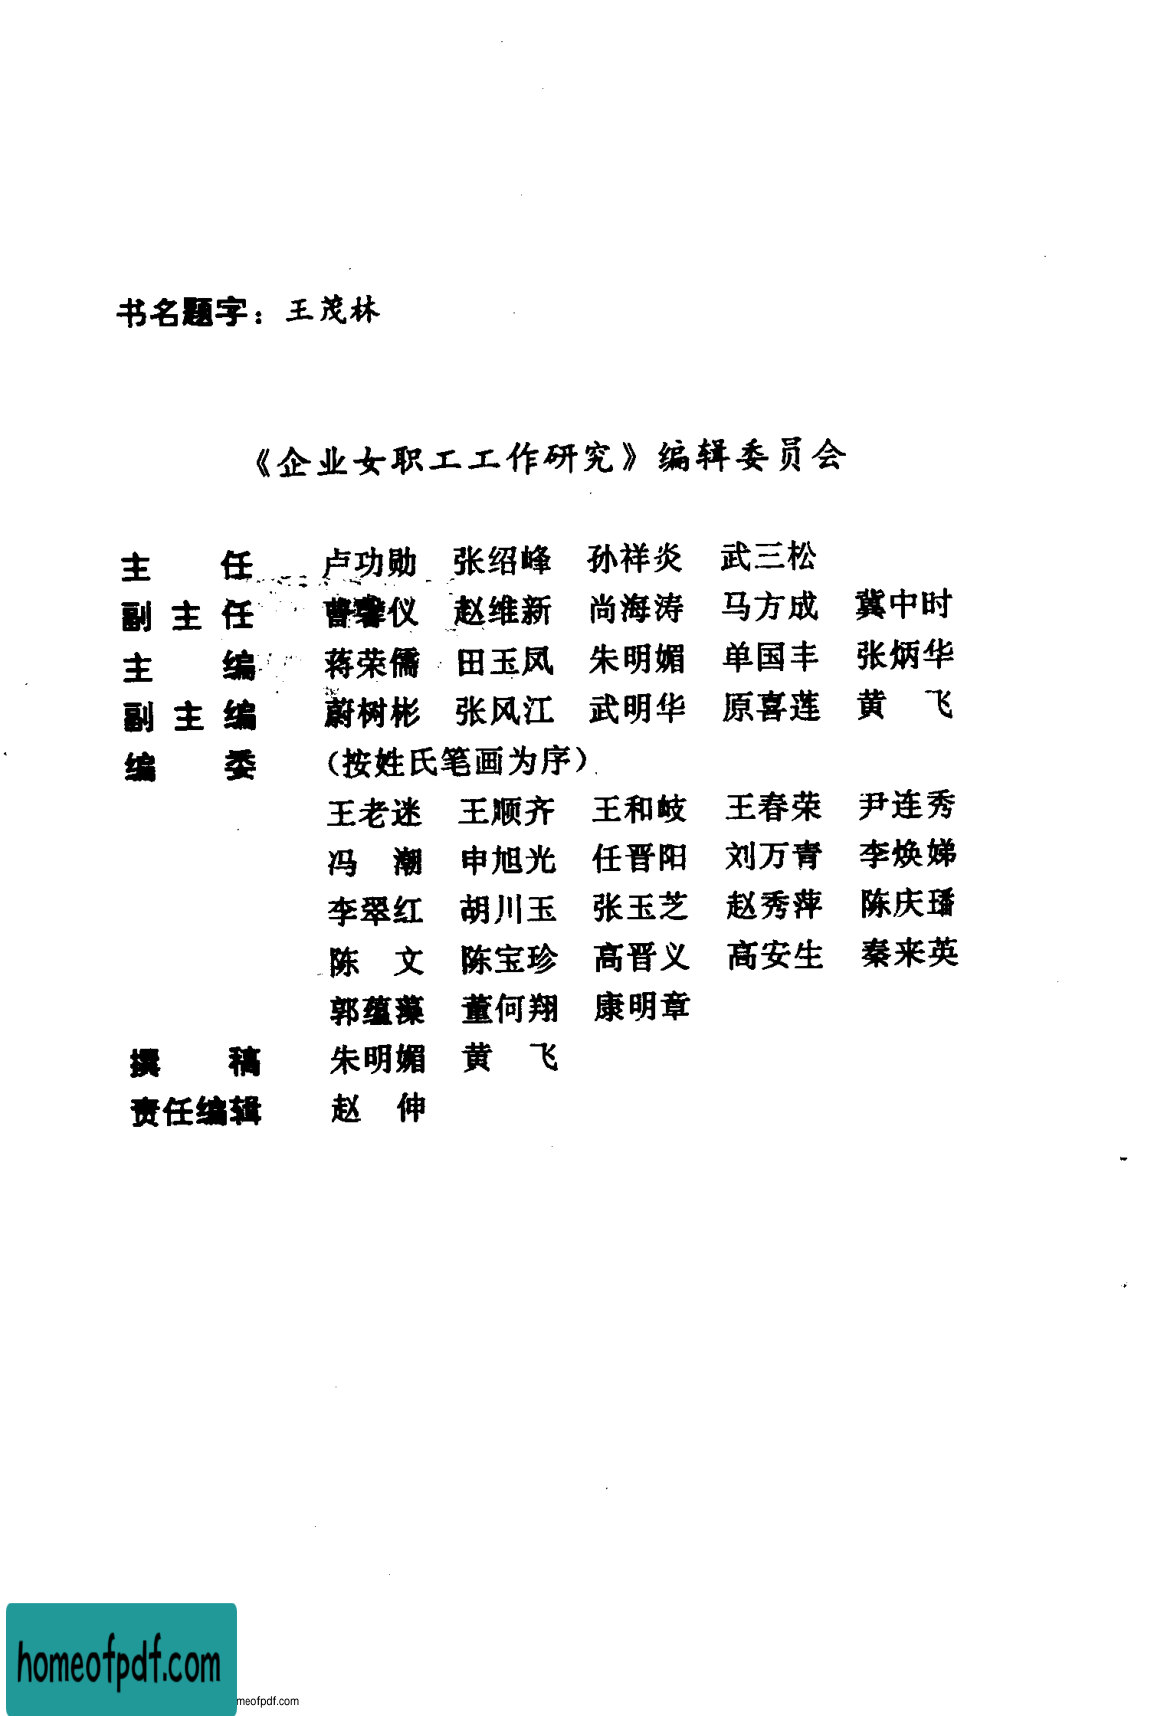 书名题字：王茂林
《企业女职工工作研究》编辑委员会
主　　任　卢功勋　张绍峰　孙祥炎　武三松
副 主 任　曹馨仪　赵维新　尚海涛　马方成　冀中时
主　　编　蒋荣儒　田玉凤　朱明媚　单国丰　张炳华
副 主 编　蔚树彬　张风江　武明华　原喜莲　黄　飞
编　　委　（按姓氏笔画为序）
王老迷　王顺齐　王和岐　王春荣　尹连秀
冯　潮　申旭光　任晋阳　刘万青　李焕娣
李翠红　胡川玉　张玉芝　赵秀萍　陈庆璠
陈　文　陈宝珍　高晋义　高安生　秦来英
郭蕴藻　董何翔　康明章
撰　　稿　朱明媚　黄　飞
责任编辑　赵　仲
homeofpdf.com
meofpdf.com